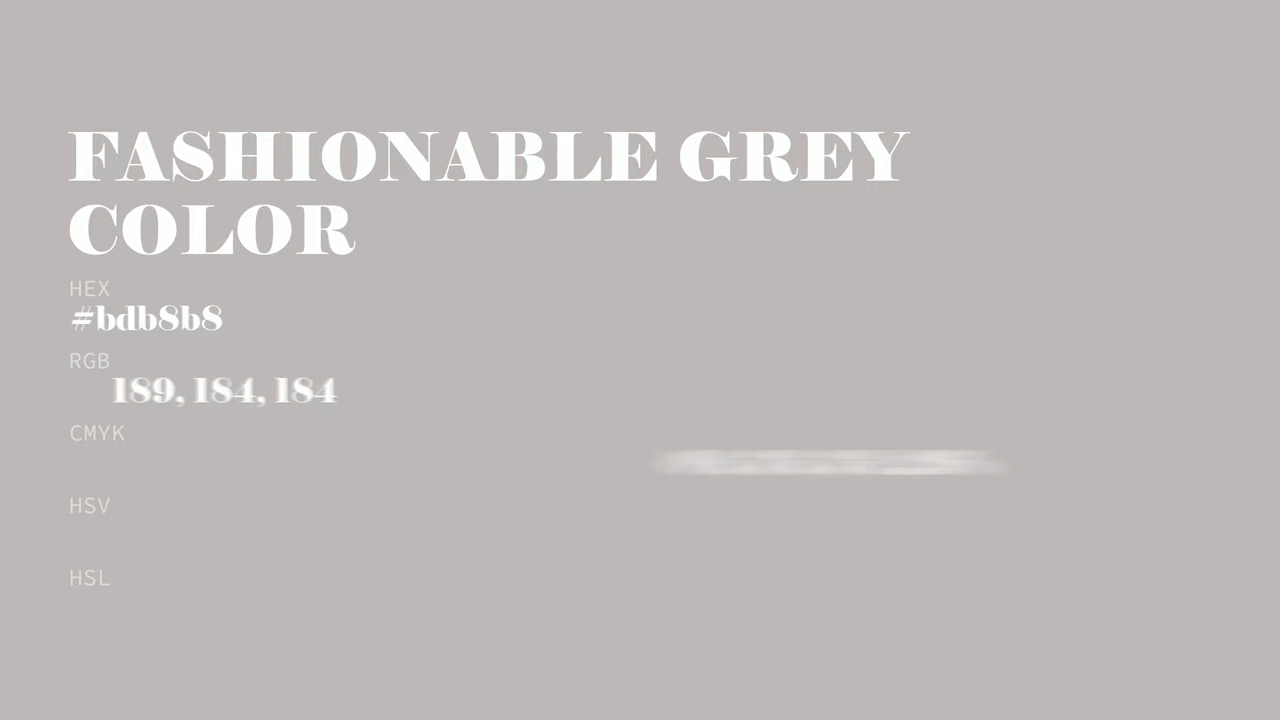 FASHIONABLE GREY
COLOR
HEX
#bdb8b8
RGB
189, 184, 184
CMYK
HSV
HSL